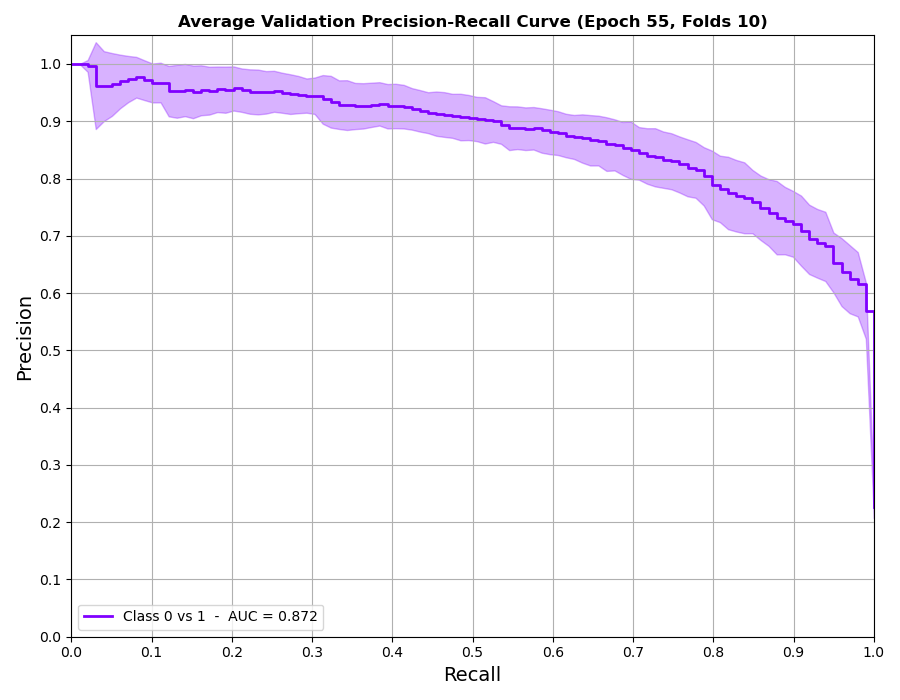 Average Validation Precision-Recall Curve (Epoch 55, Folds 10)
1.0
0.9
0.8
0.7
0.6
0.5
0.4
0.3
0.2
0.1
0.0
Precision
Class 0 vs 1 - AUC = 0.872
0.0 0.1 0.2 0.3 0.4 0.5 0.6 0.7 0.8 0.9 1.0
Recall